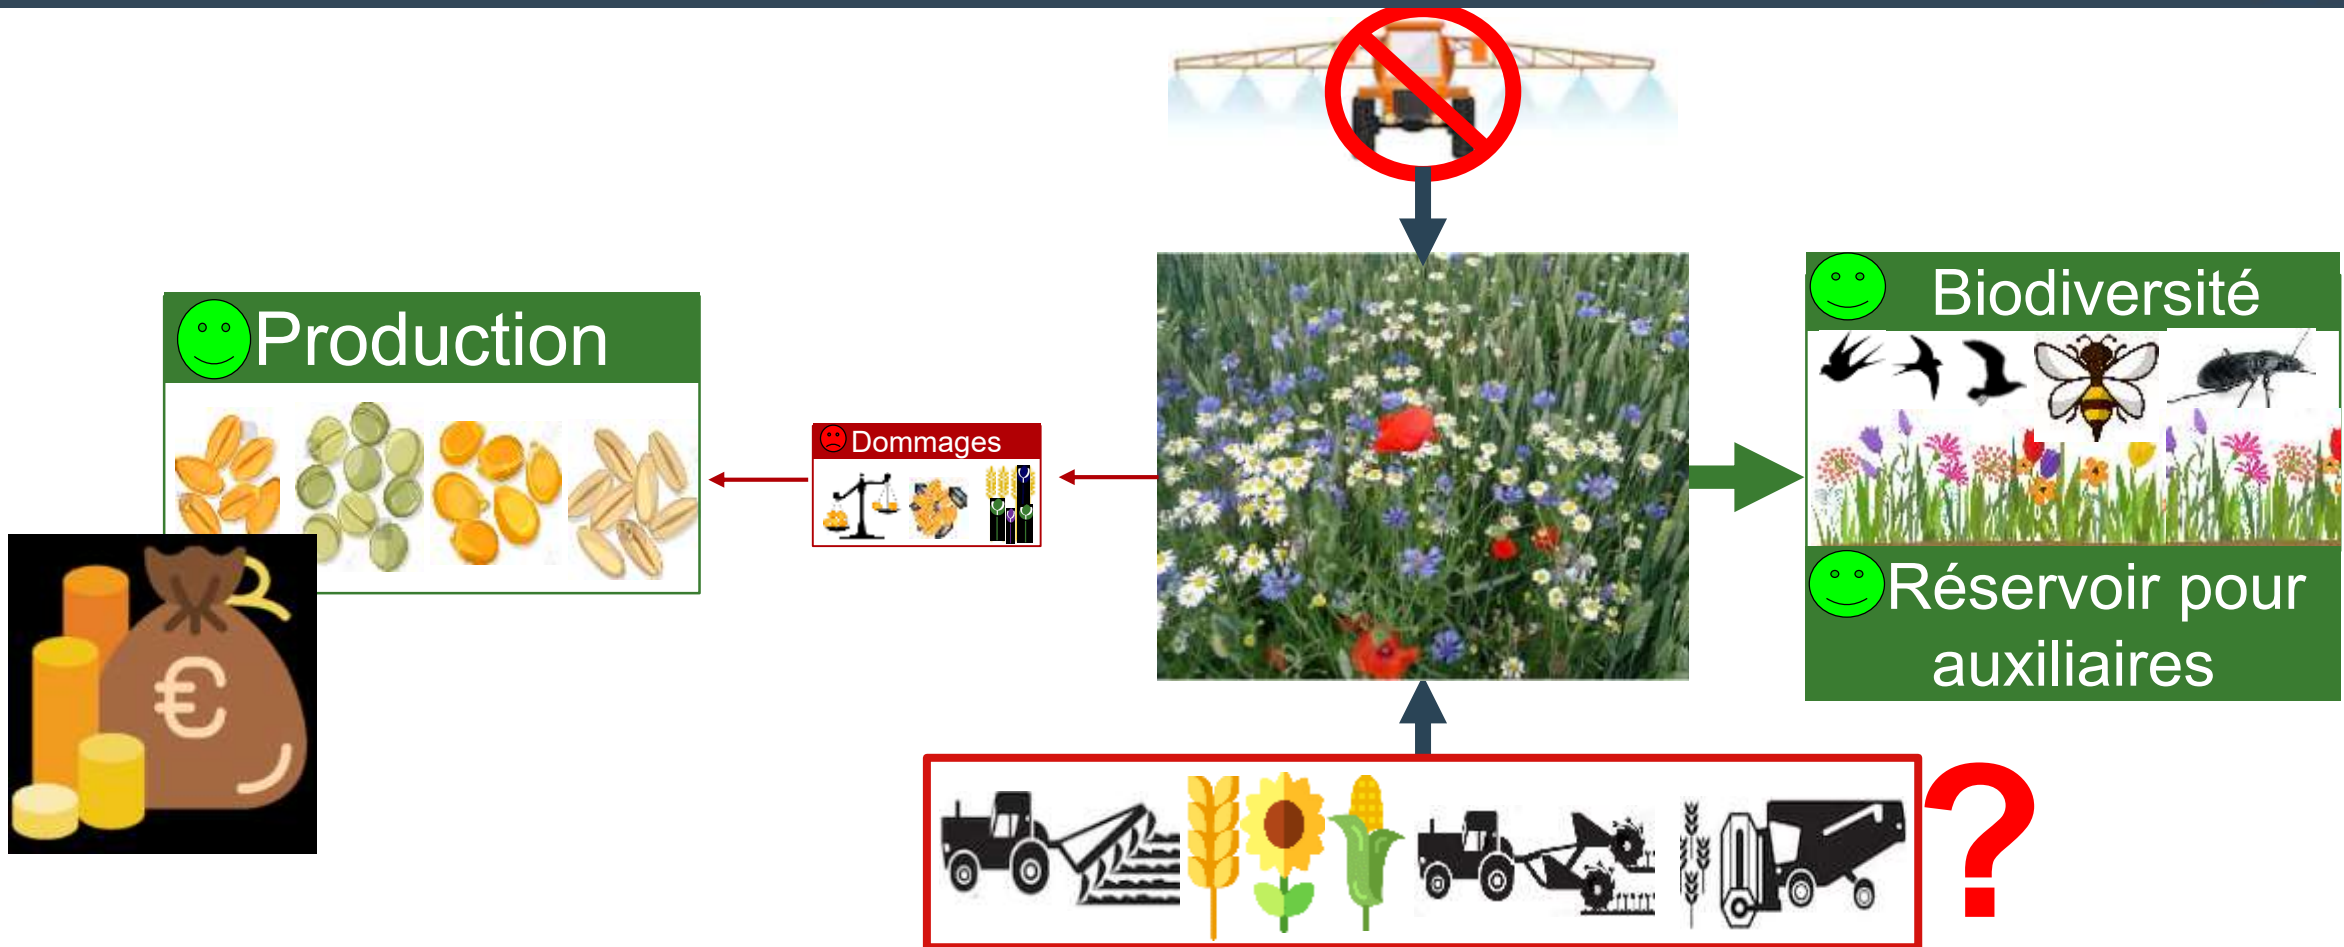 Production
Dommages
Biodiversité
Réservoir pour
auxiliaires
€
?